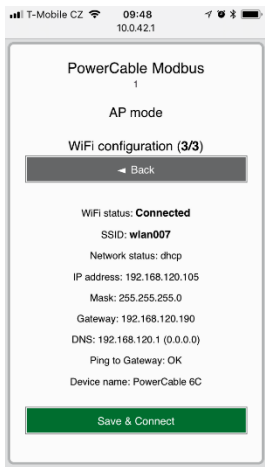 T-Mobile CZ 09:48
10.0.42.1
PowerCable Modbus
1
AP mode
WiFi configuration (3/3)
◄ Back
WiFi status: Connected
SSID: wlan007
Network status: dhcp
IP address: 192.168.120.105
Mask: 255.255.255.0
Gateway: 192.168.120.190
DNS: 192.168.120.1 (0.0.0.0)
Ping to Gateway: OK
Device name: PowerCable 6C
Save & Connect